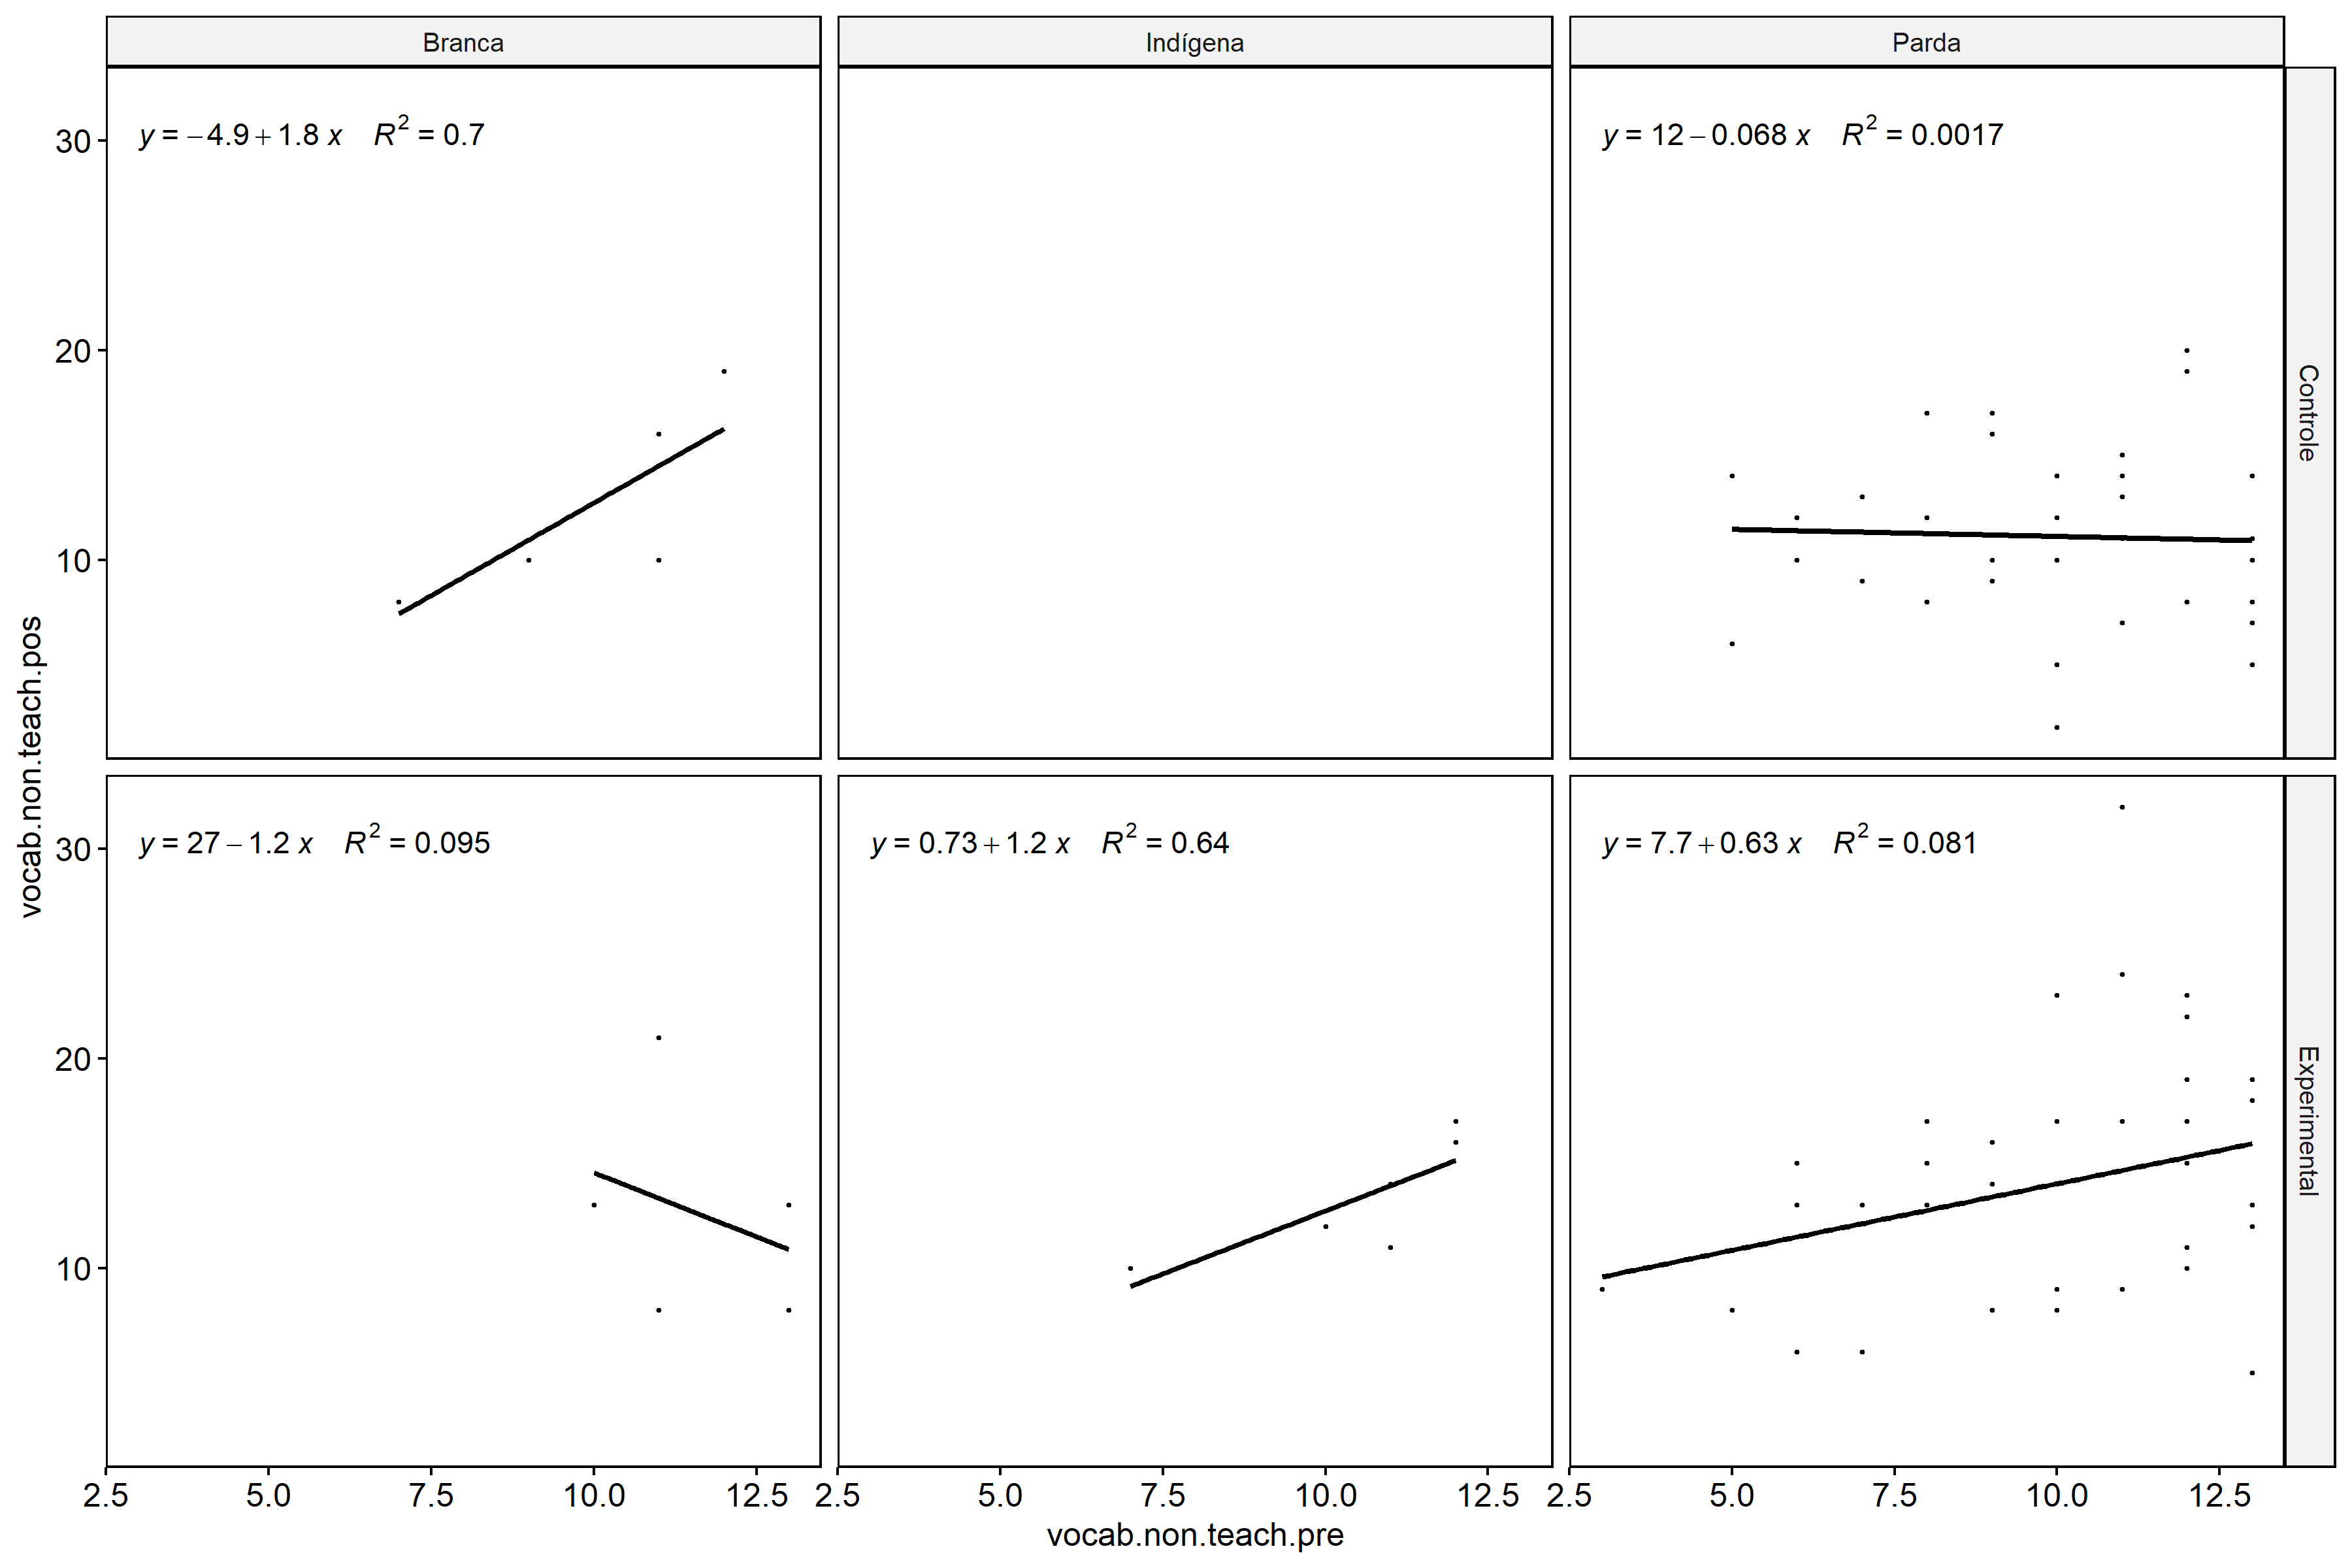 Branca
Indígena
Parda
y = −4.9 + 1.8 x R² = 0.7
y = 12 − 0.068 x R² = 0.0017
30
20
10
Controle
y = 27 − 1.2 x R² = 0.095
y = 0.73 + 1.2 x R² = 0.64
y = 7.7 + 0.63 x R² = 0.081
30
20
10
Experimental
vocab.non.teach.pos
2.5 5.0 7.5 10.0 12.5 2.5 5.0 7.5 10.0 12.5 2.5 5.0 7.5 10.0 12.5
vocab.non.teach.pre